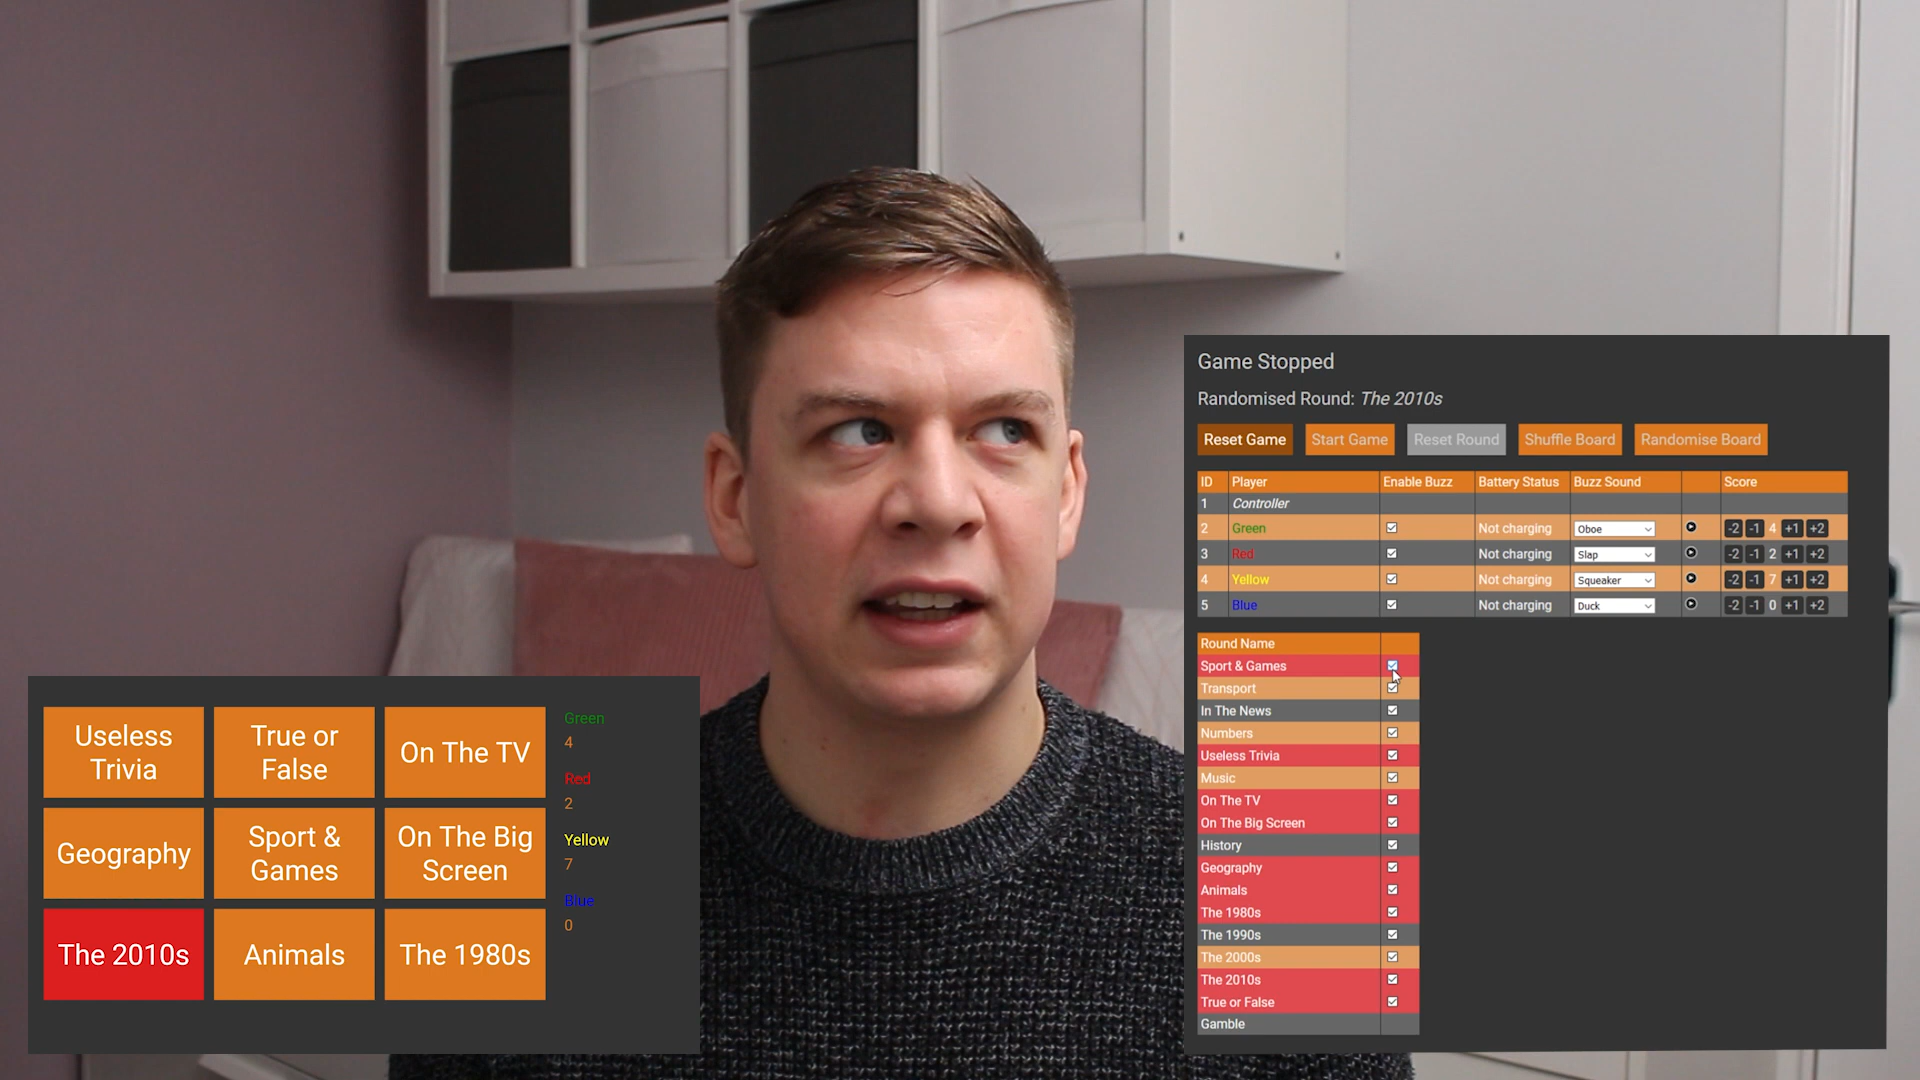 Game Stopped
Randomised Round: The 2010s
Reset Game Start Game Reset Round Shuffle Board Randomise Board
ID Player Enable Buzz Battery Status Buzz Sound Score
1 Controller
2 Green Not charging Oboe -2 -1 4 +1 +2
3 Red Not charging Slap -2 -1 2 +1 +2
4 Yellow Not charging Squeaker -2 -1 7 +1 +2
5 Blue Not charging Duck -2 -1 0 +1 +2
Round Name
Sport & Games
Transport
In The News
Numbers
Useless Trivia
Music
On The TV
On The Big Screen
History
Geography
Animals
The 1980s
The 1990s
The 2000s
The 2010s
True or False
Gamble
Useless
Trivia
True or
False
On The TV
Geography
Sport &
Games
On The Big
Screen
The 2010s
Animals
The 1980s
Green
4
Red
2
Yellow
7
Blue
0